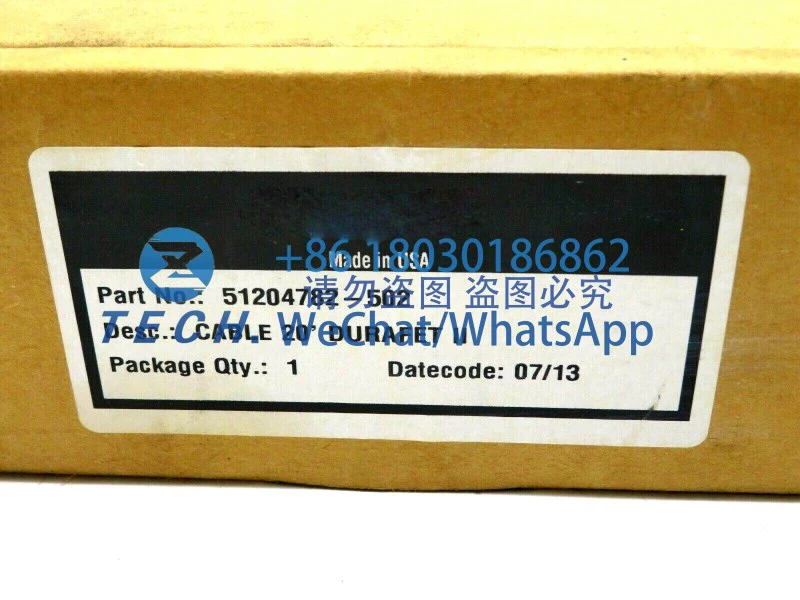 +86 18030186862
Made in USA
Part No.: 51204782-502
请勿盗图 盗图必究
Desc.: CABLE 20' DURAFET II
TECH. WeChat/WhatsApp
Package Qty.: 1 Datecode: 07/13